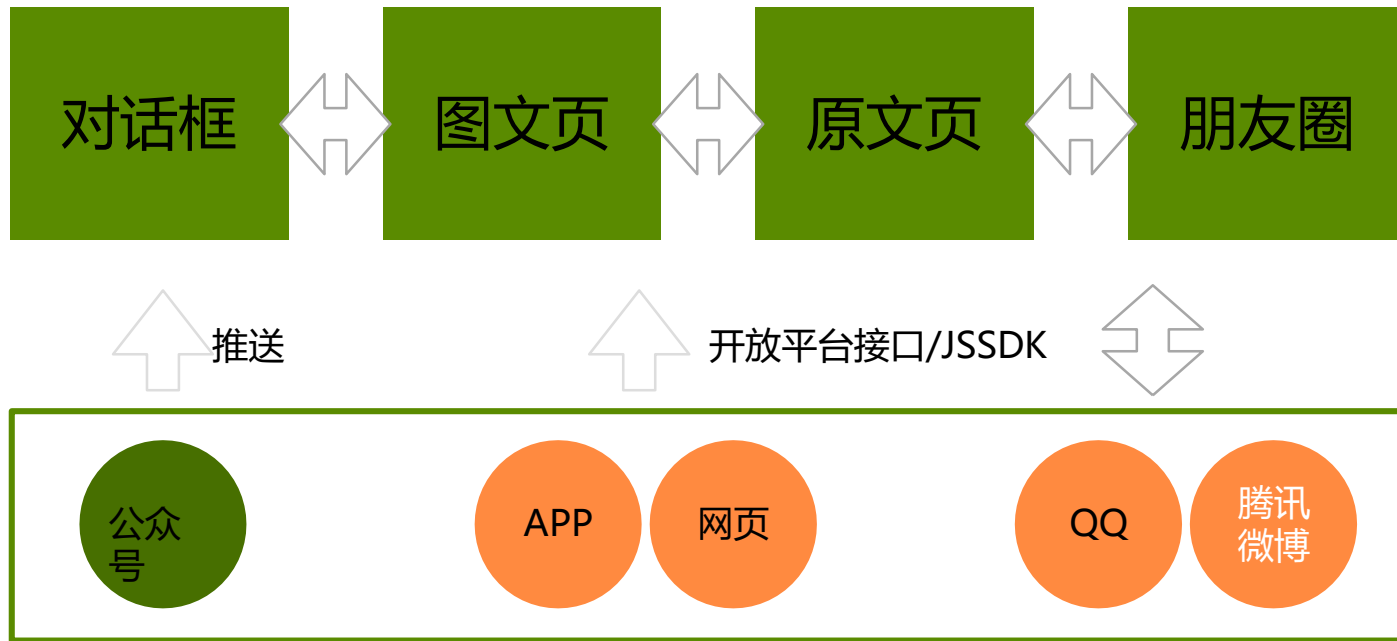 对话框
图文页
原文页
朋友圈
推送
开放平台接口/JSSDK
公众
号
APP
网页
QQ
腾讯
微博